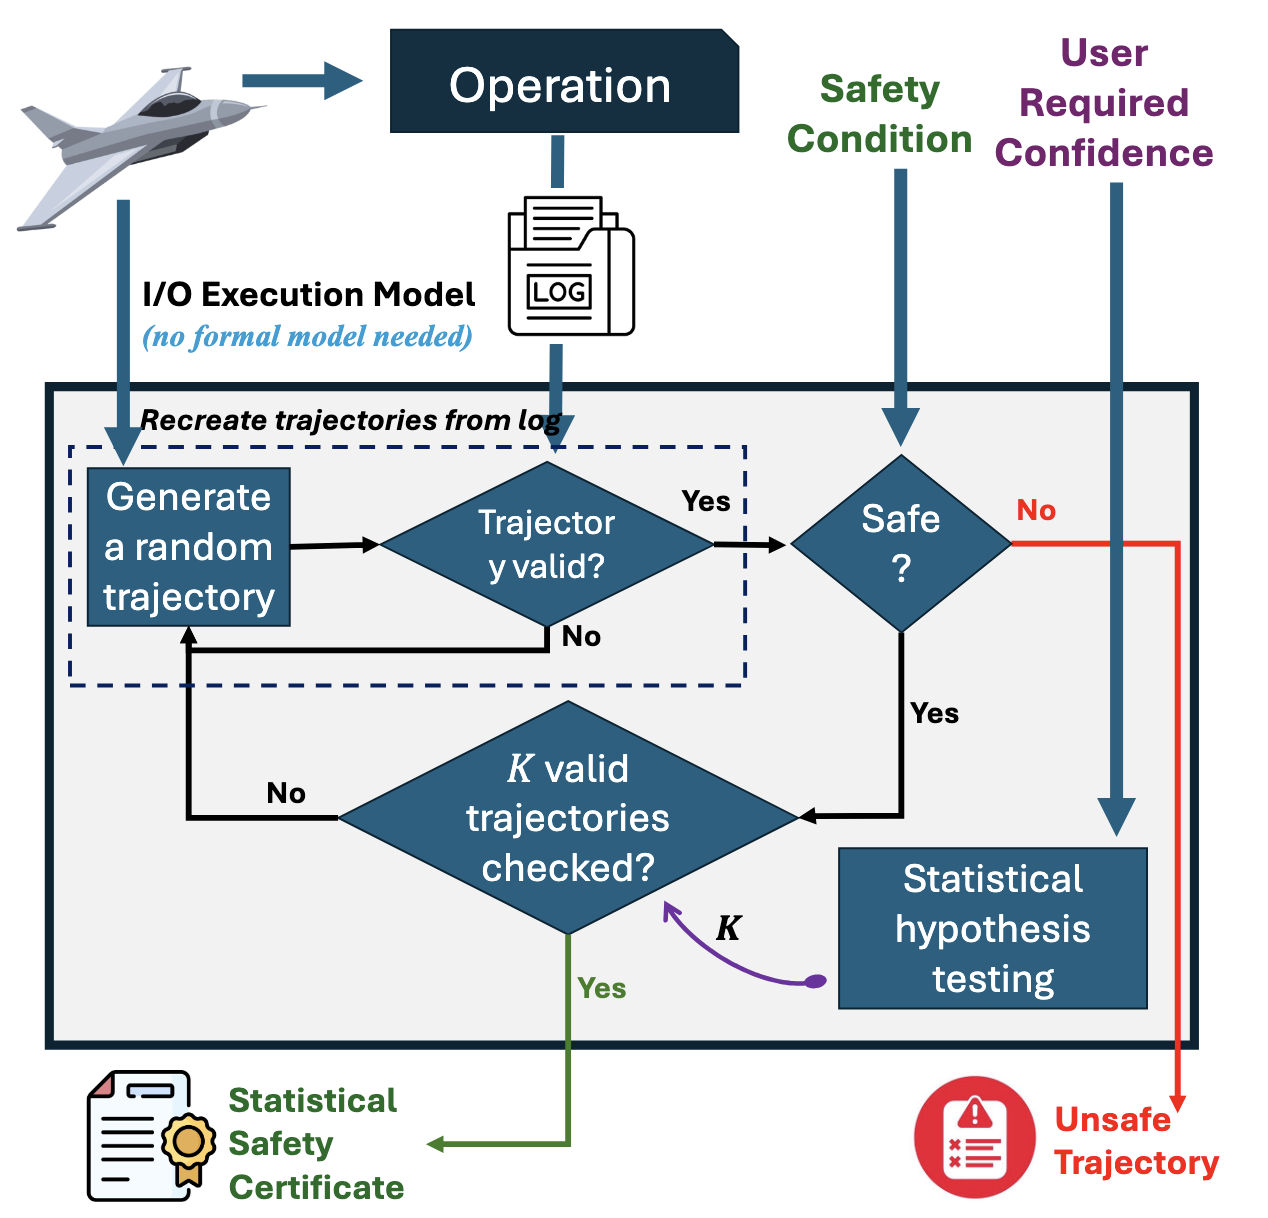 Operation
Safety
Condition
User
Required
Confidence
I/O Execution Model
(no formal model needed)
LOG
Recreate trajectories from log
Generate
a random
trajectory
Trajector
y valid?
Yes
No
Safe
?
No
Yes
K valid
trajectories
checked?
No
Yes
K
Statistical
hypothesis
testing
Statistical
Safety
Certificate
Unsafe
Trajectory